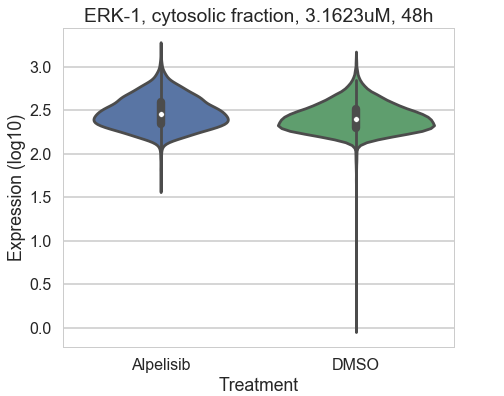 ERK-1, cytosolic fraction, 3.1623uM, 48h
Expression (log10)
3.0
2.5
2.0
1.5
1.0
0.5
0.0
Alpelisib DMSO
Treatment